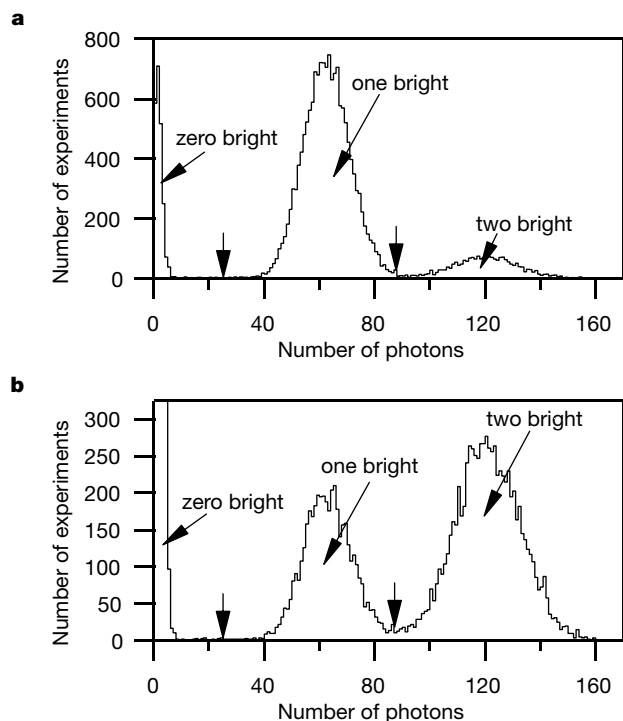 a
800
600
400
200
0
Number of experiments
zero bright
one bright
two bright
0 40 80 120 160
Number of photons
b
300
250
200
150
100
50
0
Number of experiments
zero bright
one bright
two bright
0 40 80 120 160
Number of photons